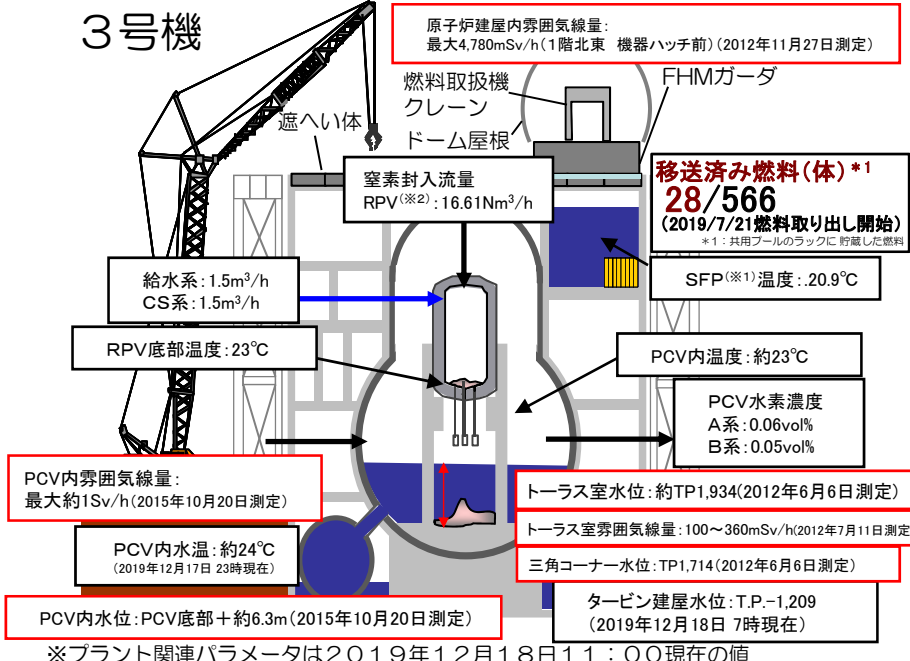 3号機
原子炉建屋内雰囲気線量:
最大4,780mSv/h(1階北東 機器ハッチ前)(2012年11月27日測定)
燃料取扱機
クレーン
FHMガーダ
遮へい体
ドーム屋根
窒素封入流量
RPV(※2):16.61Nm³/h
移送済み燃料(体)*1
28/566
(2019/7/21燃料取り出し開始)
*1:共用プールのラックに貯蔵した燃料
給水系:1.5m³/h
CS系:1.5m³/h
SFP(※1)温度:.20.9℃
RPV底部温度:23℃
PCV内温度:約23℃
PCV水素濃度
A系:0.06vol%
B系:0.05vol%
PCV内雰囲気線量:
最大約1Sv/h(2015年10月20日測定)
トーラス室水位:約TP1,934(2012年6月6日測定)
トーラス室雰囲気線量:100～360mSv/h(2012年7月11日測定
PCV内水温:約24℃
(2019年12月17日 23時現在)
三角コーナー水位:TP1,714(2012年6月6日測定)
PCV内水位:PCV底部+約6.3m(2015年10月20日測定)
タービン建屋水位:T.P.-1,209
(2019年12月18日 7時現在)
※プラント関連パラメータは2019年12月18日11:00現在の値